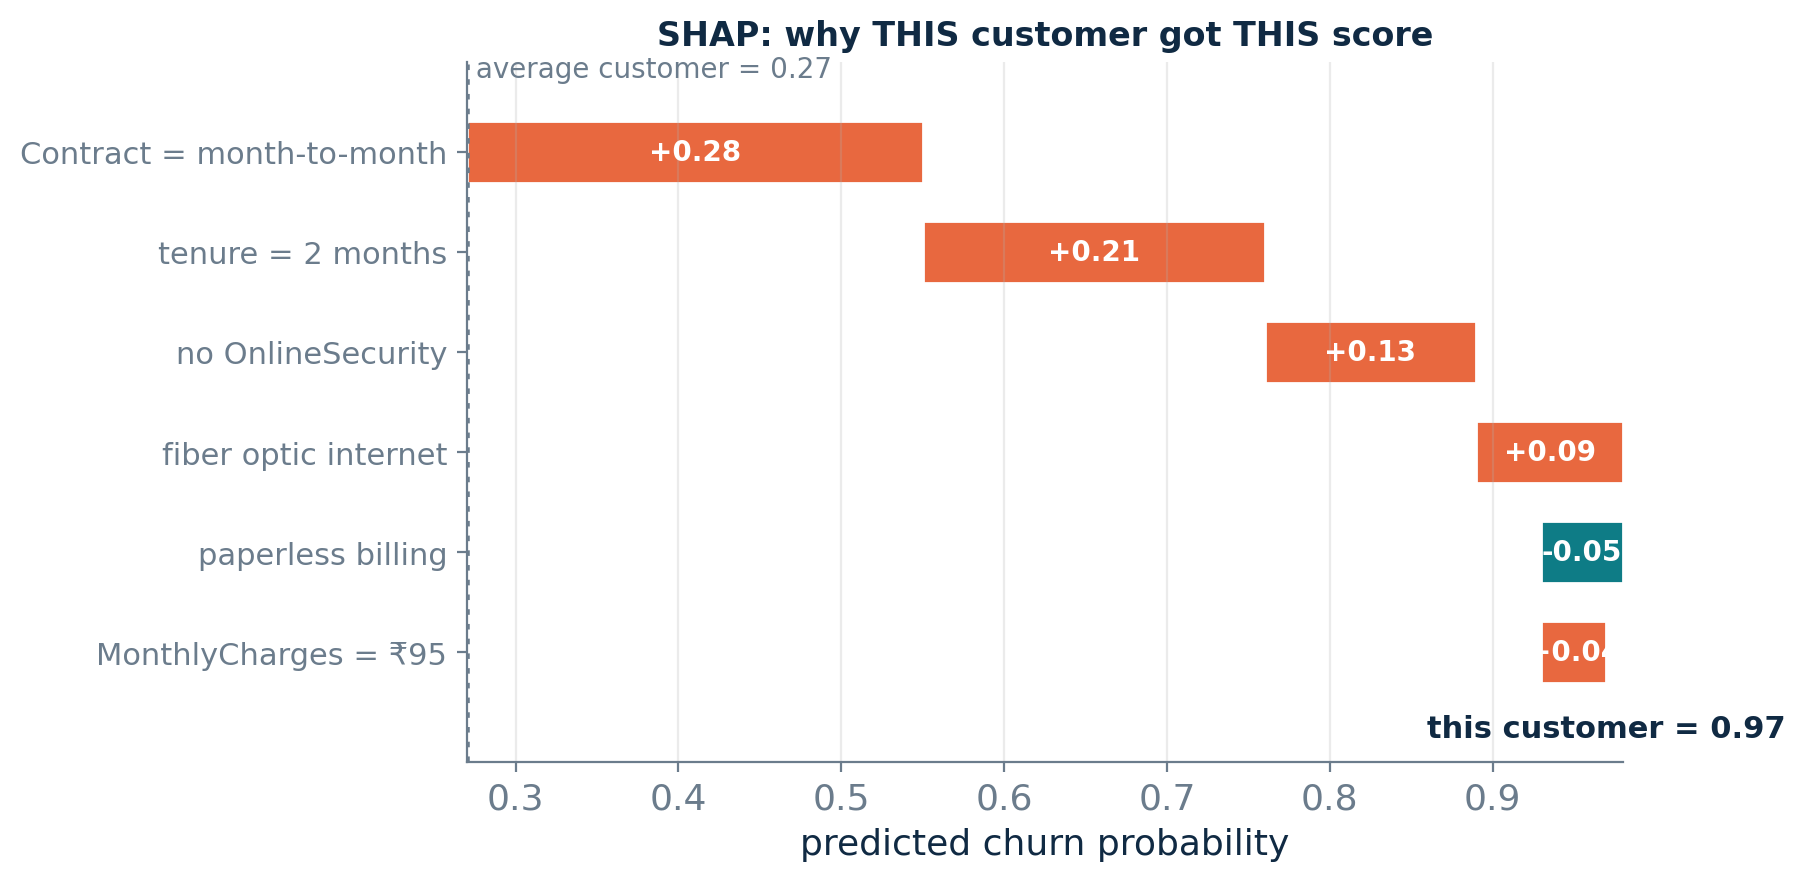 SHAP: why THIS customer got THIS score
average customer = 0.27
Contract = month-to-month
+0.28
tenure = 2 months
+0.21
no OnlineSecurity
+0.13
fiber optic internet
+0.09
paperless billing
-0.05
MonthlyCharges = ₹95
+0.04
this customer = 0.97
0.3 0.4 0.5 0.6 0.7 0.8 0.9
predicted churn probability